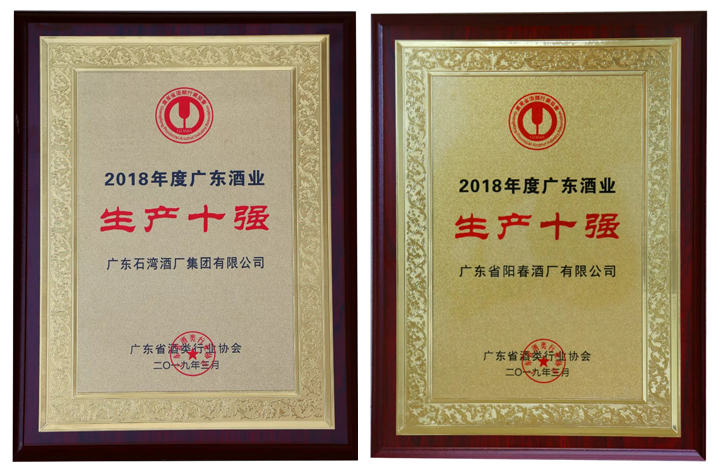 2018年度广东酒业
生产十强
广东石湾酒厂集团有限公司
广东省酒类行业协会
二〇一九年三月
2018年度广东酒业
生产十强
广东省阳春酒厂有限公司
广东省酒类行业协会
二〇一九年三月